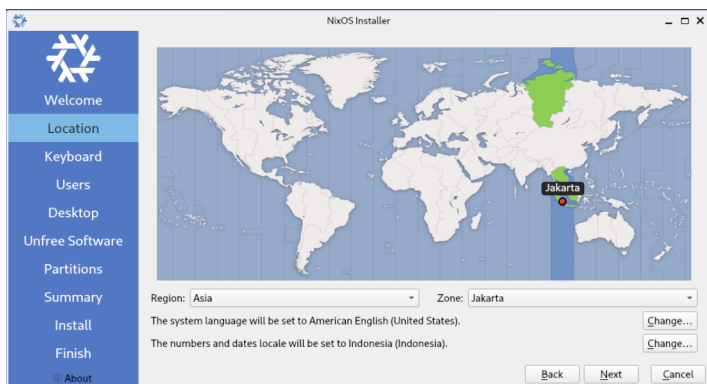 NixOS Installer
Welcome
Location
Keyboard
Users
Desktop
Unfree Software
Partitions
Summary
Install
Finish
About
Jakarta
Region: Asia Zone: Jakarta
The system language will be set to American English (United States). Change...
The numbers and dates locale will be set to Indonesia (Indonesia). Change...
Back Next Cancel